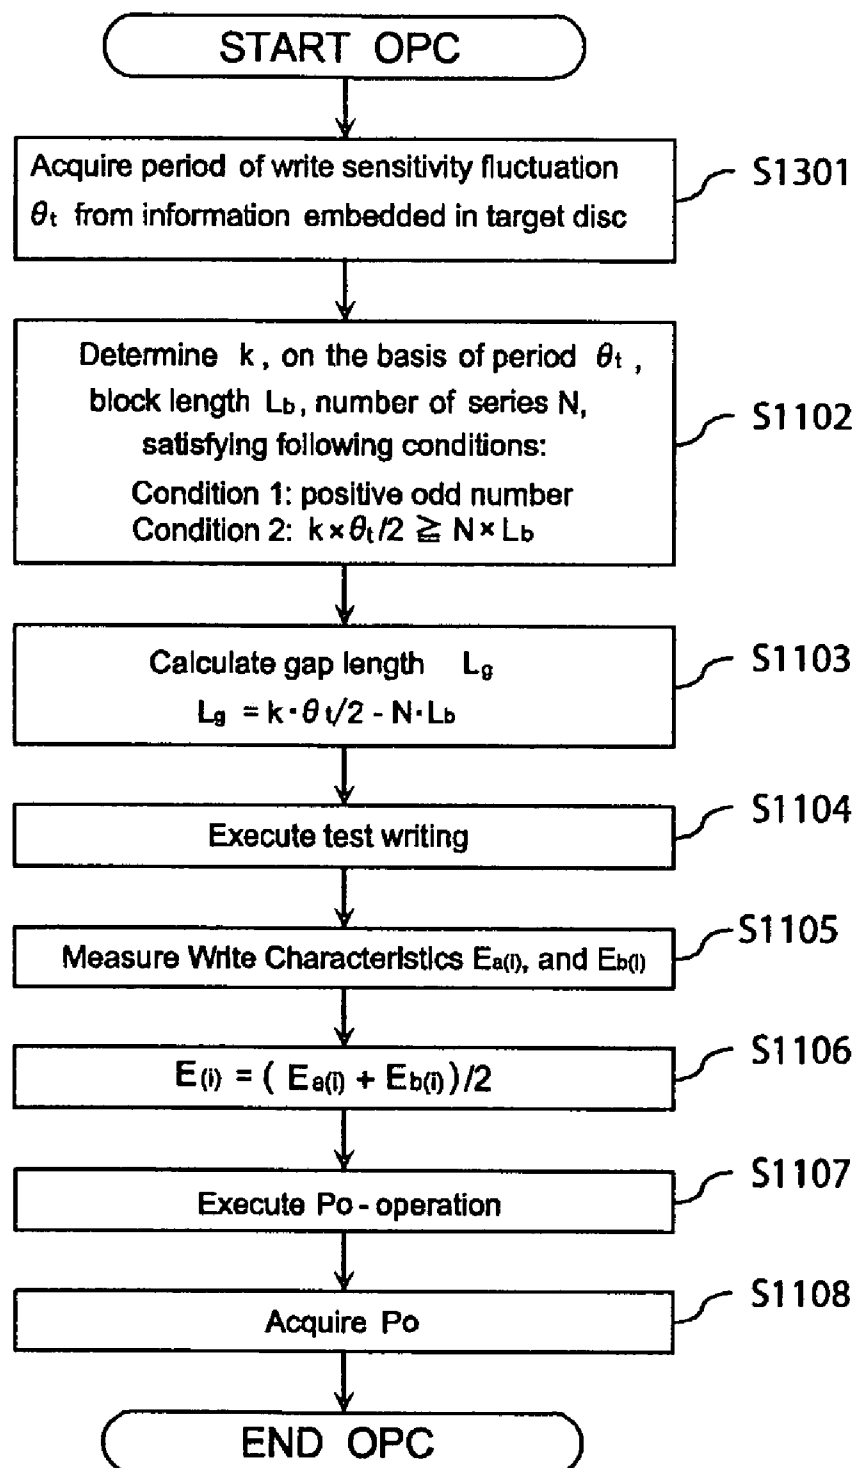 START OPC
Acquire period of write sensitivity fluctuation
θt from information embedded in target disc
S1301
Determine k, on the basis of period θt,
block length Lb, number of series N,
satisfying following conditions:
Condition 1: positive odd number
Condition 2: k×θt/2 ≧ N×Lb
S1102
Calculate gap length Lg
Lg = k·θt/2 - N·Lb
S1103
Execute test writing
S1104
Measure Write Characteristics Ea(i), and Eb(i)
S1105
E(i) = ( Ea(i) + Eb(i))/2
S1106
Execute Po - operation
S1107
Acquire Po
S1108
END OPC